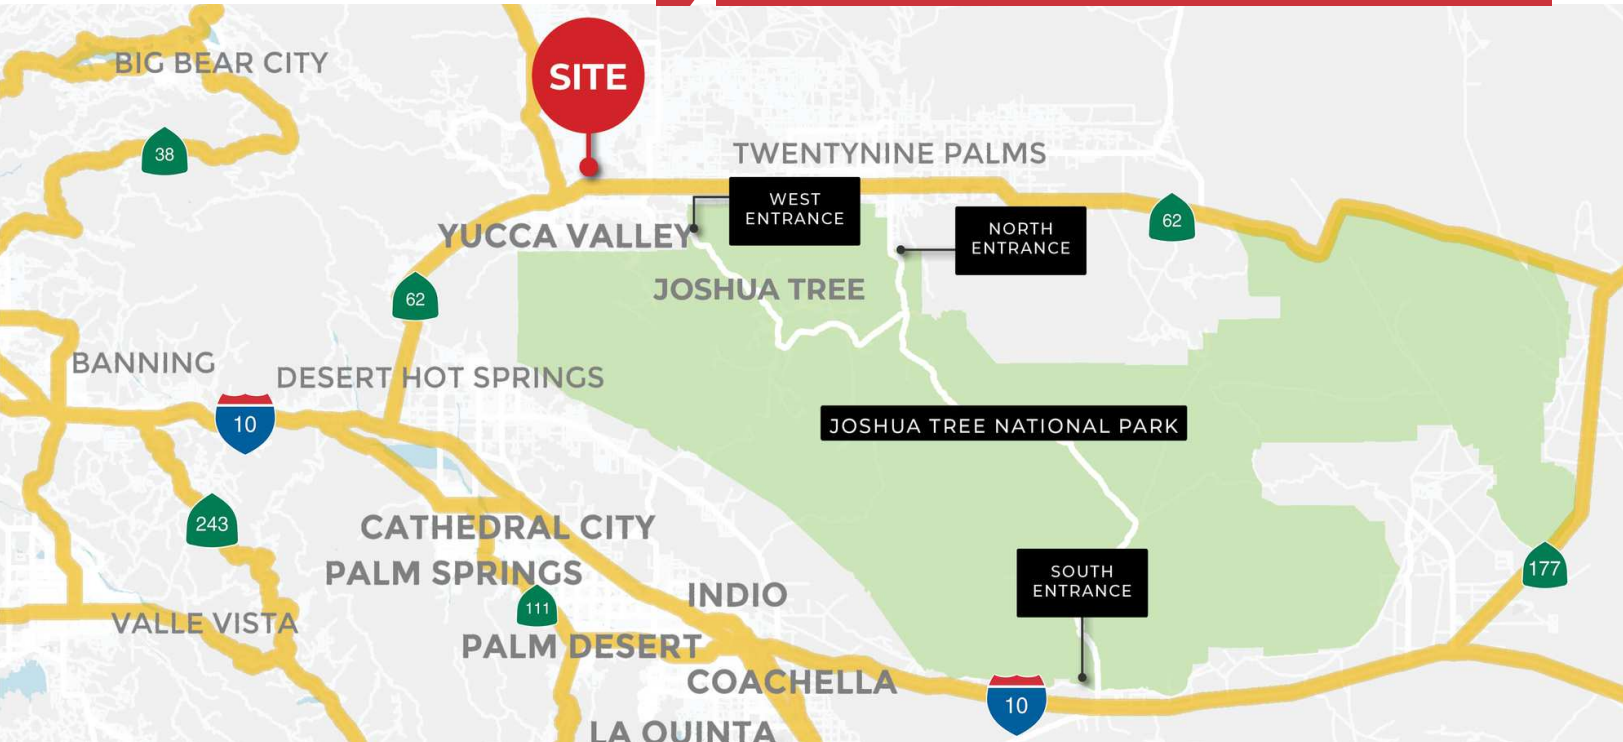 BIG BEAR CITY
SITE
38
TWENTYNINE PALMS
WEST
ENTRANCE
62
NORTH
ENTRANCE
YUCCA VALLEY
JOSHUA TREE
62
BANNING
DESERT HOT SPRINGS
10
JOSHUA TREE NATIONAL PARK
243
CATHEDRAL CITY
PALM SPRINGS
177
SOUTH
ENTRANCE
INDIO
111
VALLE VISTA
PALM DESERT
COACHELLA
10
LA QUINTA